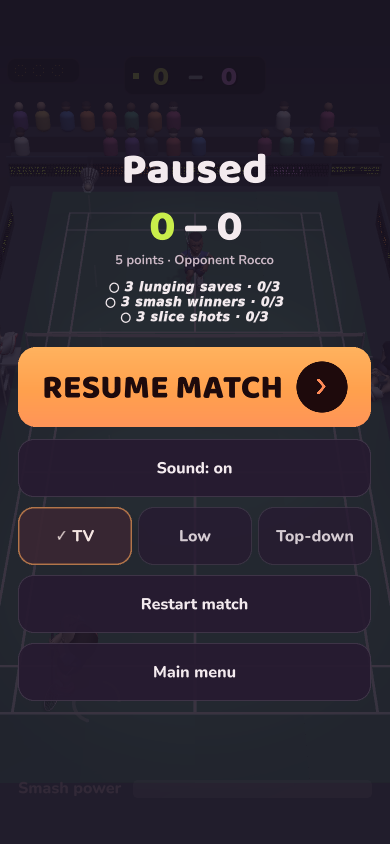 0 – 0
Paused
0 – 0
5 points · Opponent Rocco
○ 3 lunging saves · 0/3
○ 3 smash winners · 0/3
○ 3 slice shots · 0/3
RESUME MATCH ›
Sound: on
✓ TV
Low
Top-down
Restart match
Main menu
Smash power